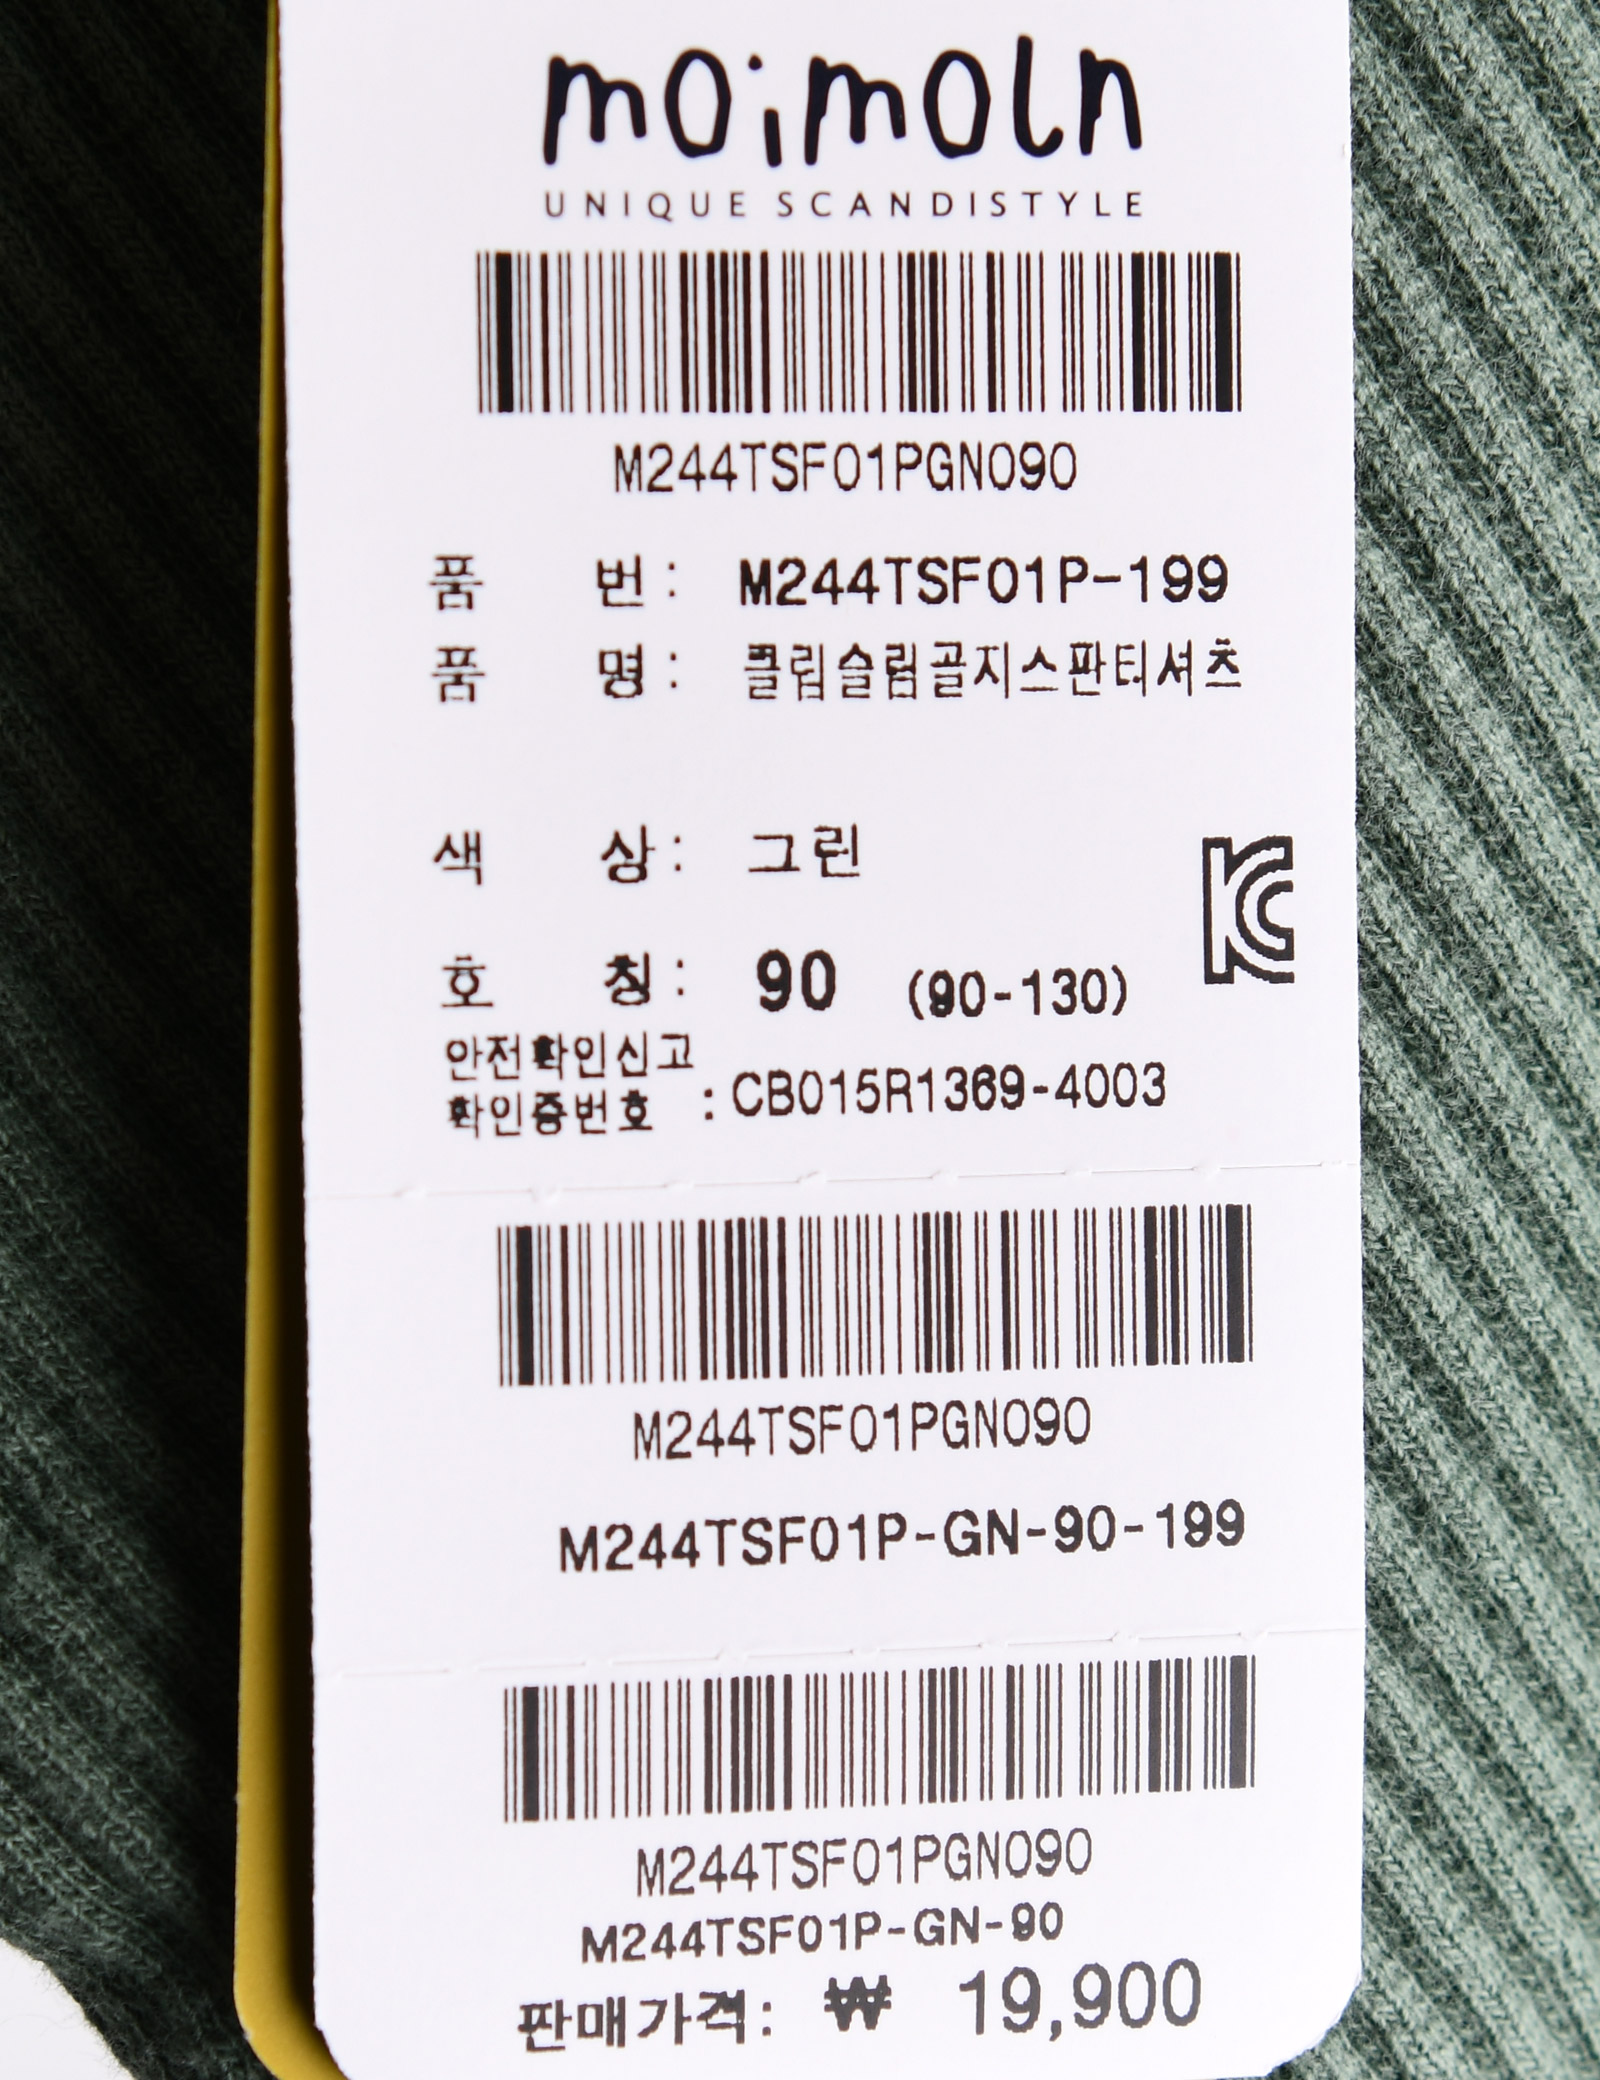 moimoln
UNIQUE SCANDISTYLE
M244TSF01PGN090
품 번 : M244TSF01P-199
품 명 : 클립슬림골지스판티셔츠
색 상 : 그린
호 칭 : 90 (90-130)
안전확인신고
확인증번호 : CB015R1369-4003
M244TSF01PGN090
M244TSF01P-GN-90-199
M244TSF01PGN090
M244TSF01P-GN-90
판매가격: ₩ 19,900